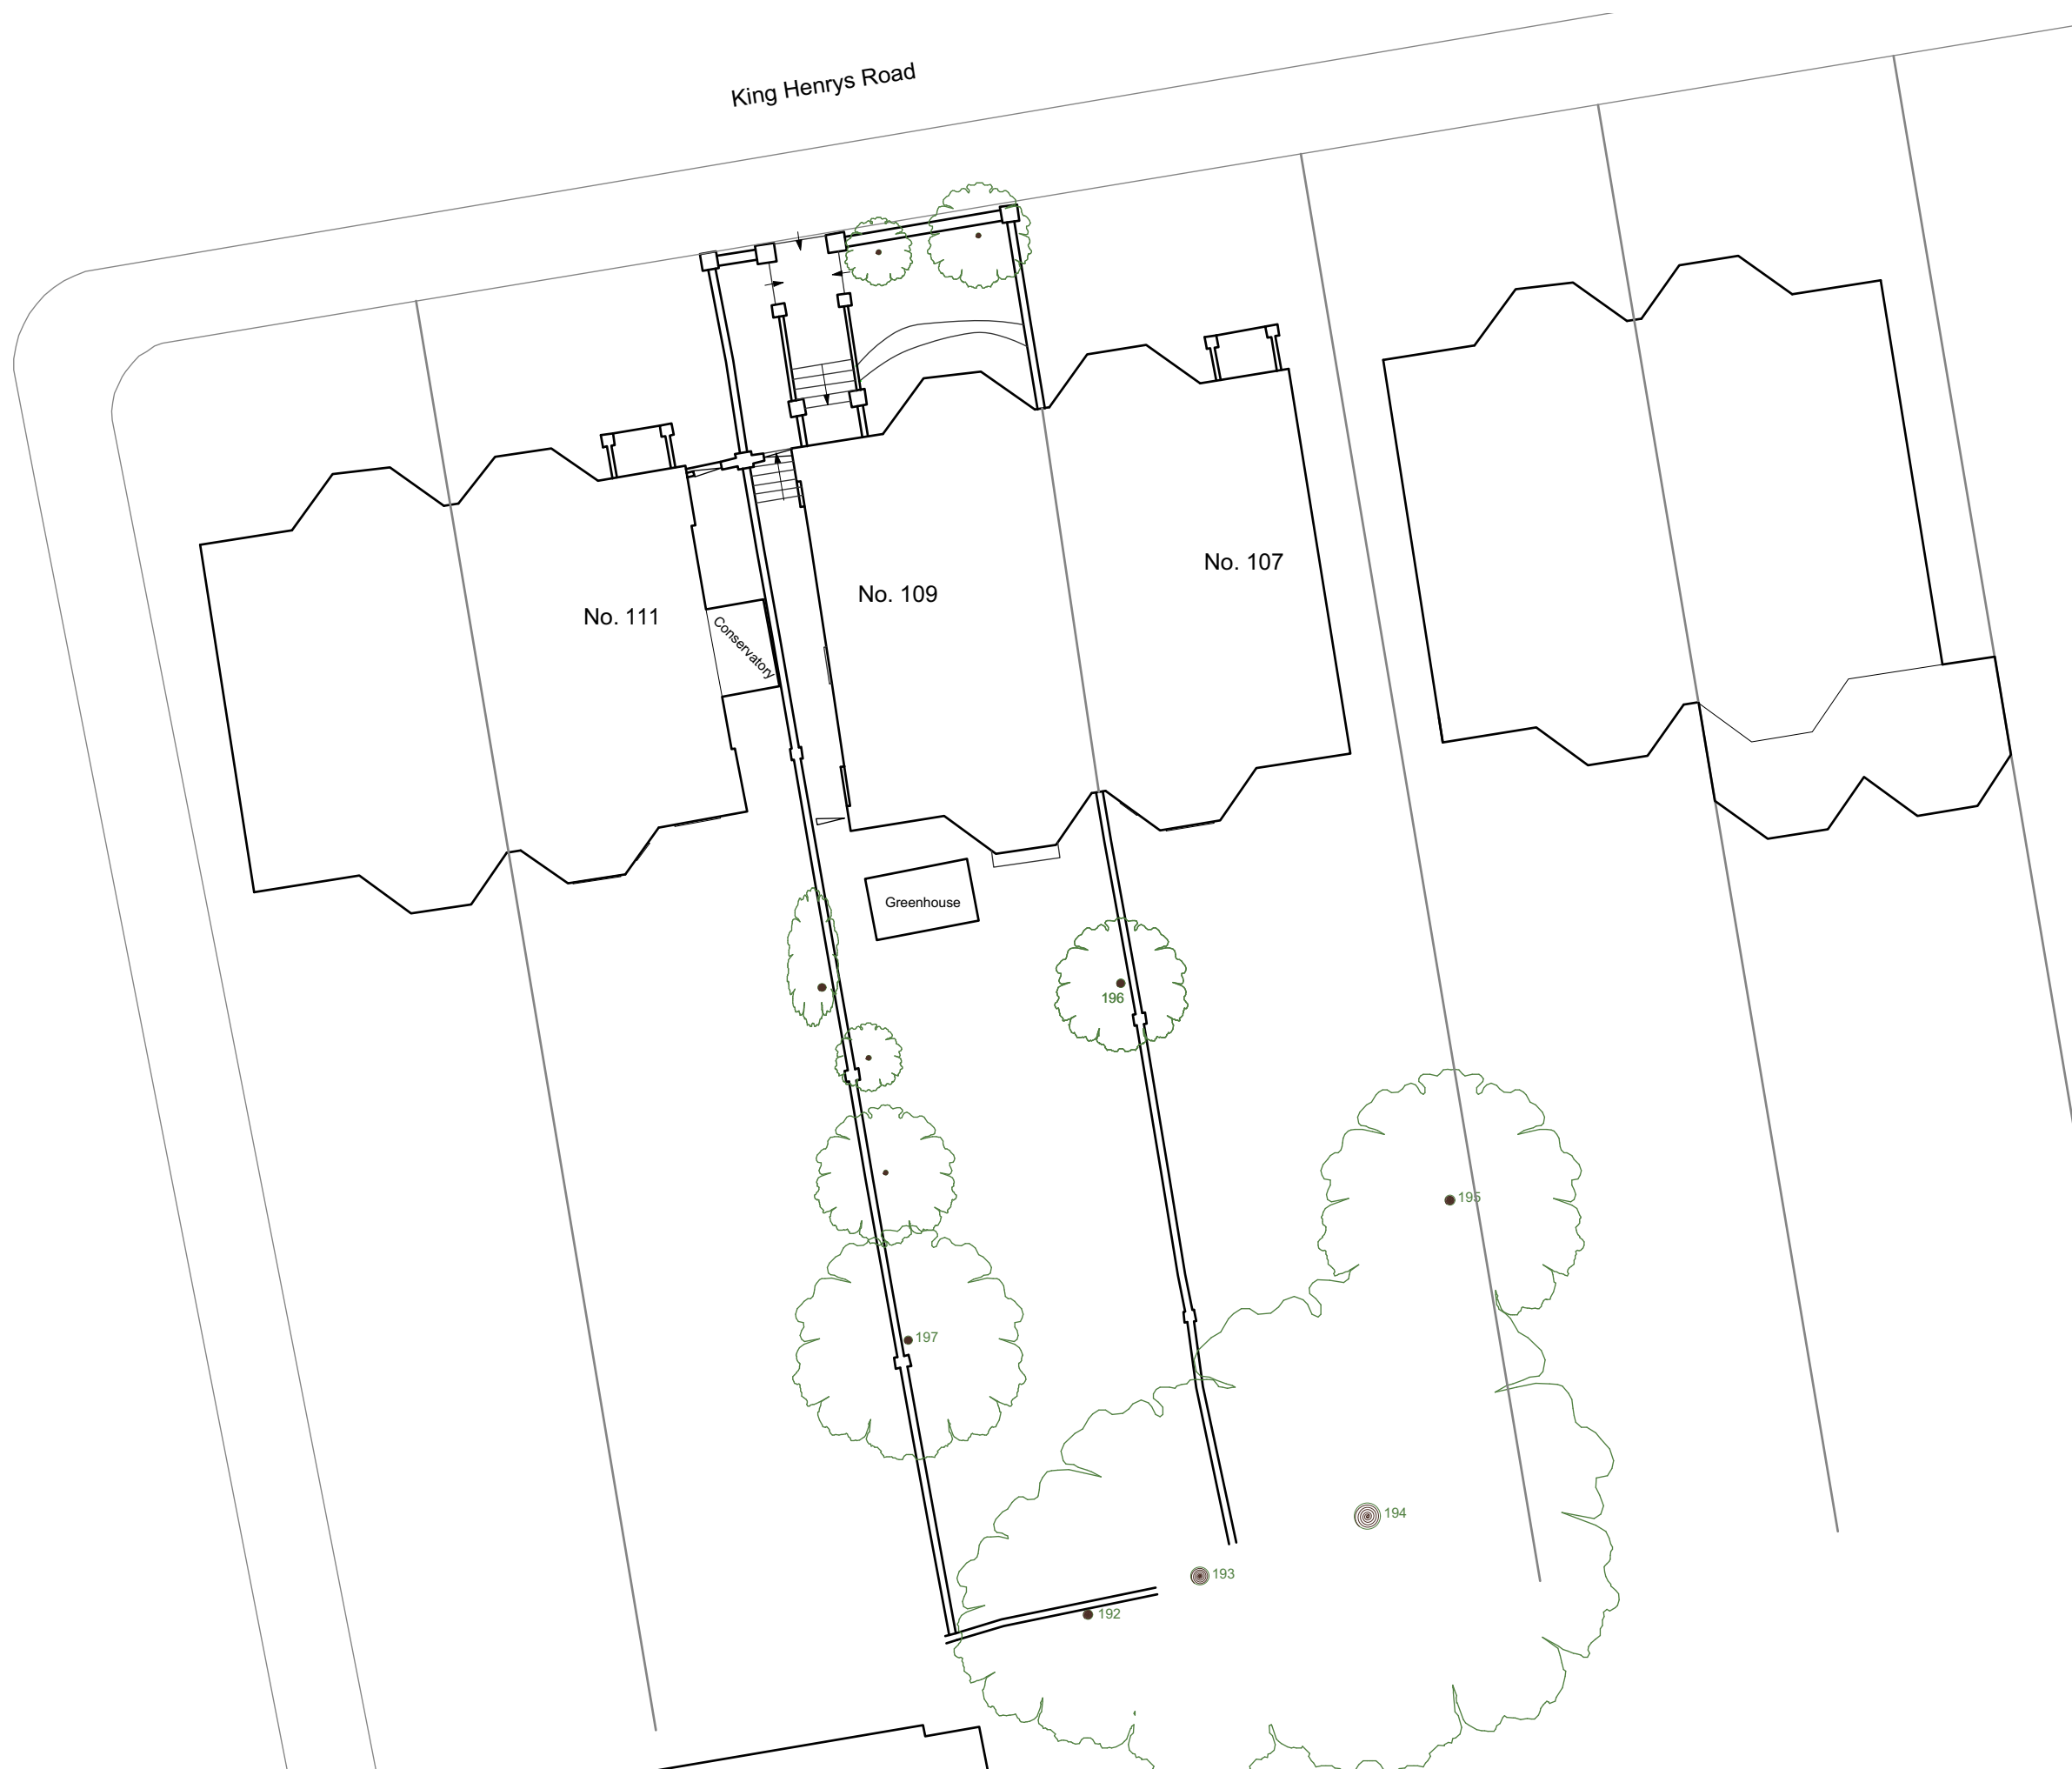 King Henrys Road
No. 107
No. 109
No. 111
Conservatory
Greenhouse
196
195
197
194
193
192